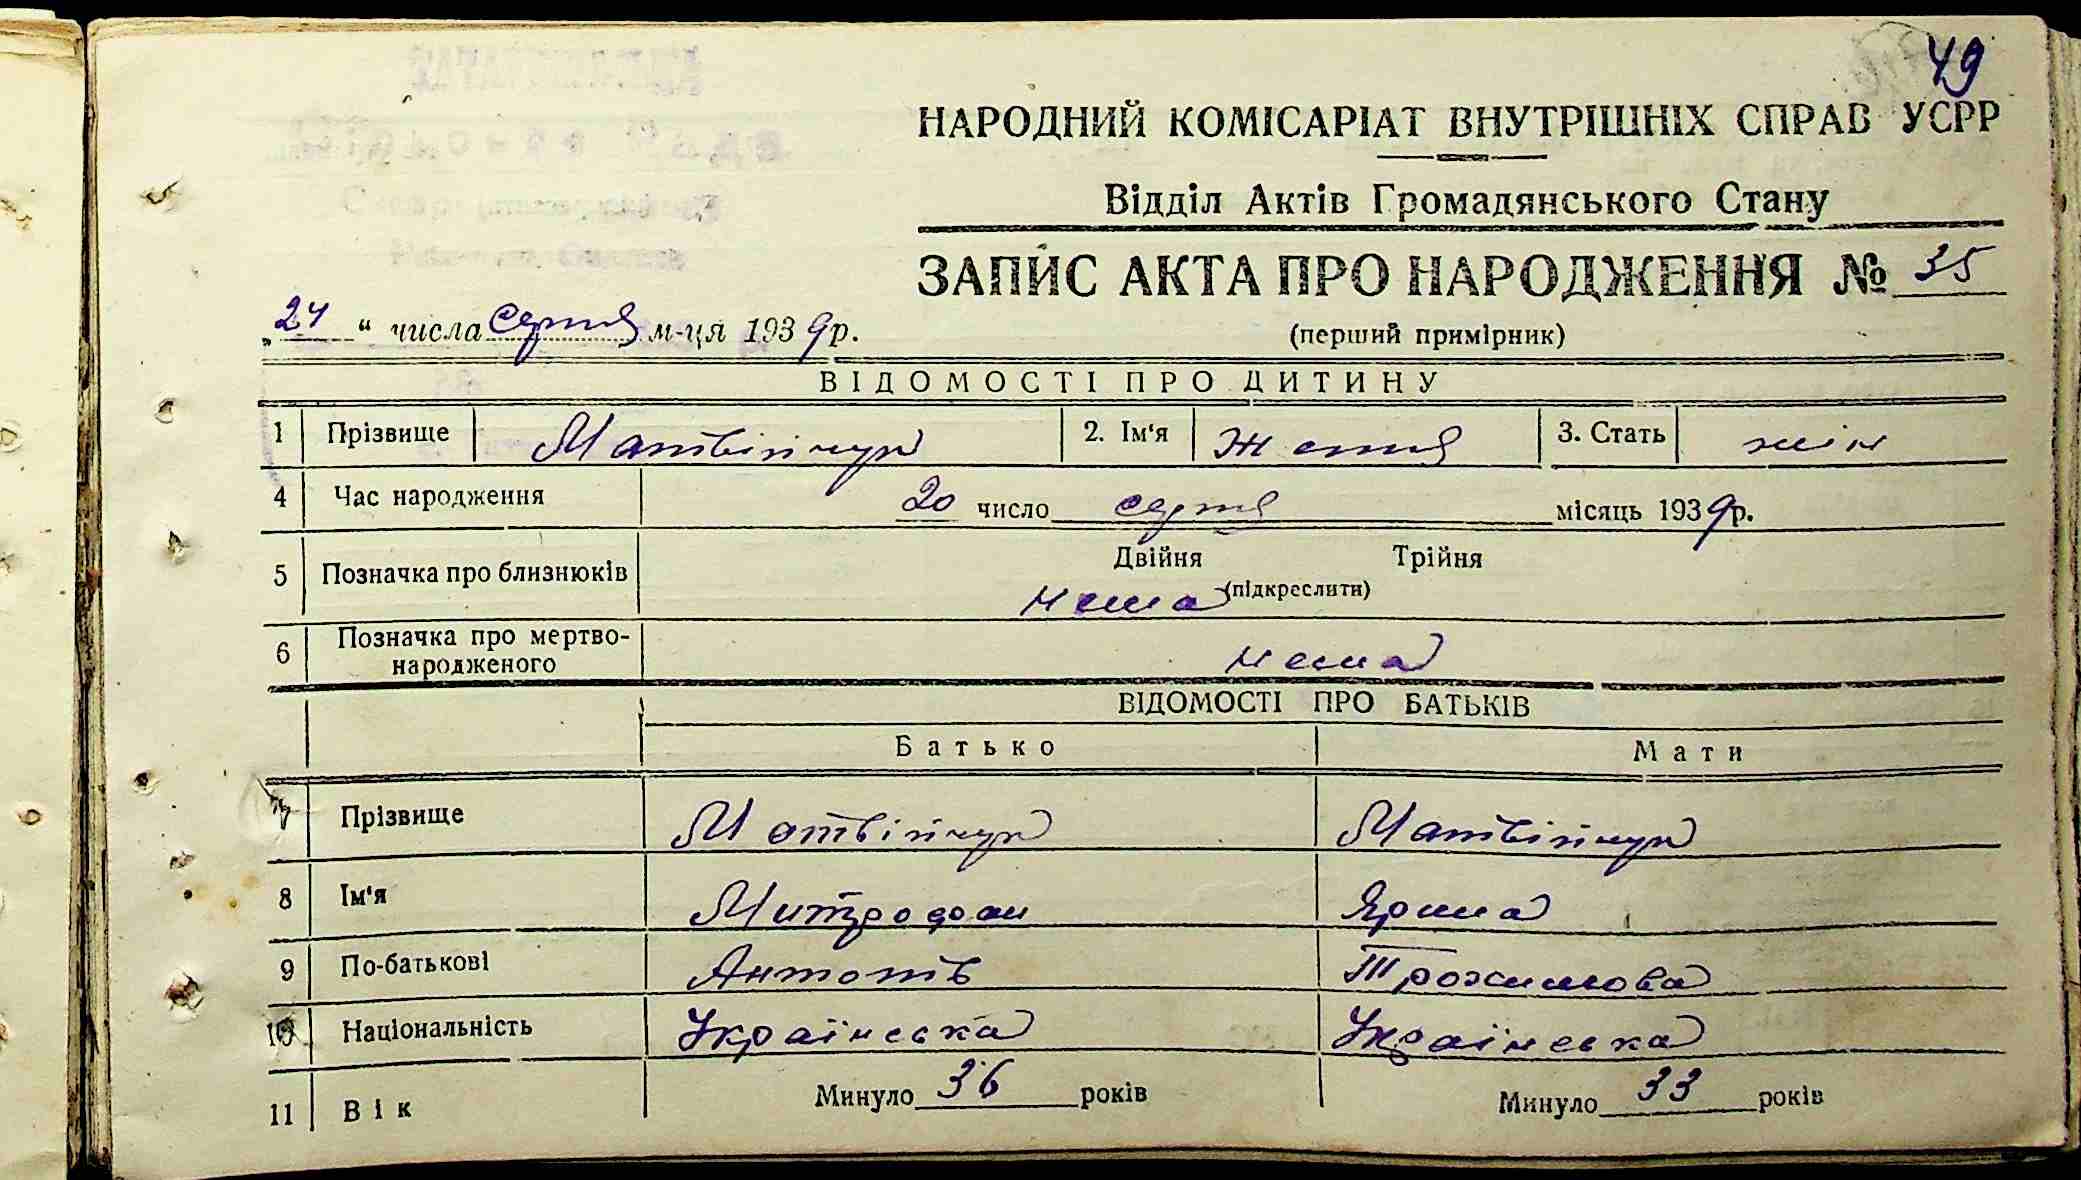 49
НАРОДНИЙ КОМІСАРІАТ ВНУТРІШНІХ СПРАВ УСРР
Відділ Актів Громадянського Стану
ЗАПИС АКТА ПРО НАРОДЖЕННЯ № 35
„24“ числа серпня м-ця 1939 р.
(перший примірник)
ВІДОМОСТІ ПРО ДИТИНУ
1 Прізвище Матвійчук 2. Ім'я Женя 3. Стать жін
4 Час народження 20 число серпня місяць 1939 р.
5 Позначка про близнюків Двійня Трійня
нема (підкреслити)
6 Позначка про мертво-
народженого нема
ВІДОМОСТІ ПРО БАТЬКІВ
Батько Мати
7 Прізвище Матвійчук Матвійчук
8 Ім'я Митрофан Ярина
9 По-батькові Антонів Трохимова
10 Національність Українська Українська
11 Вік Минуло 36 років Минуло 33 років